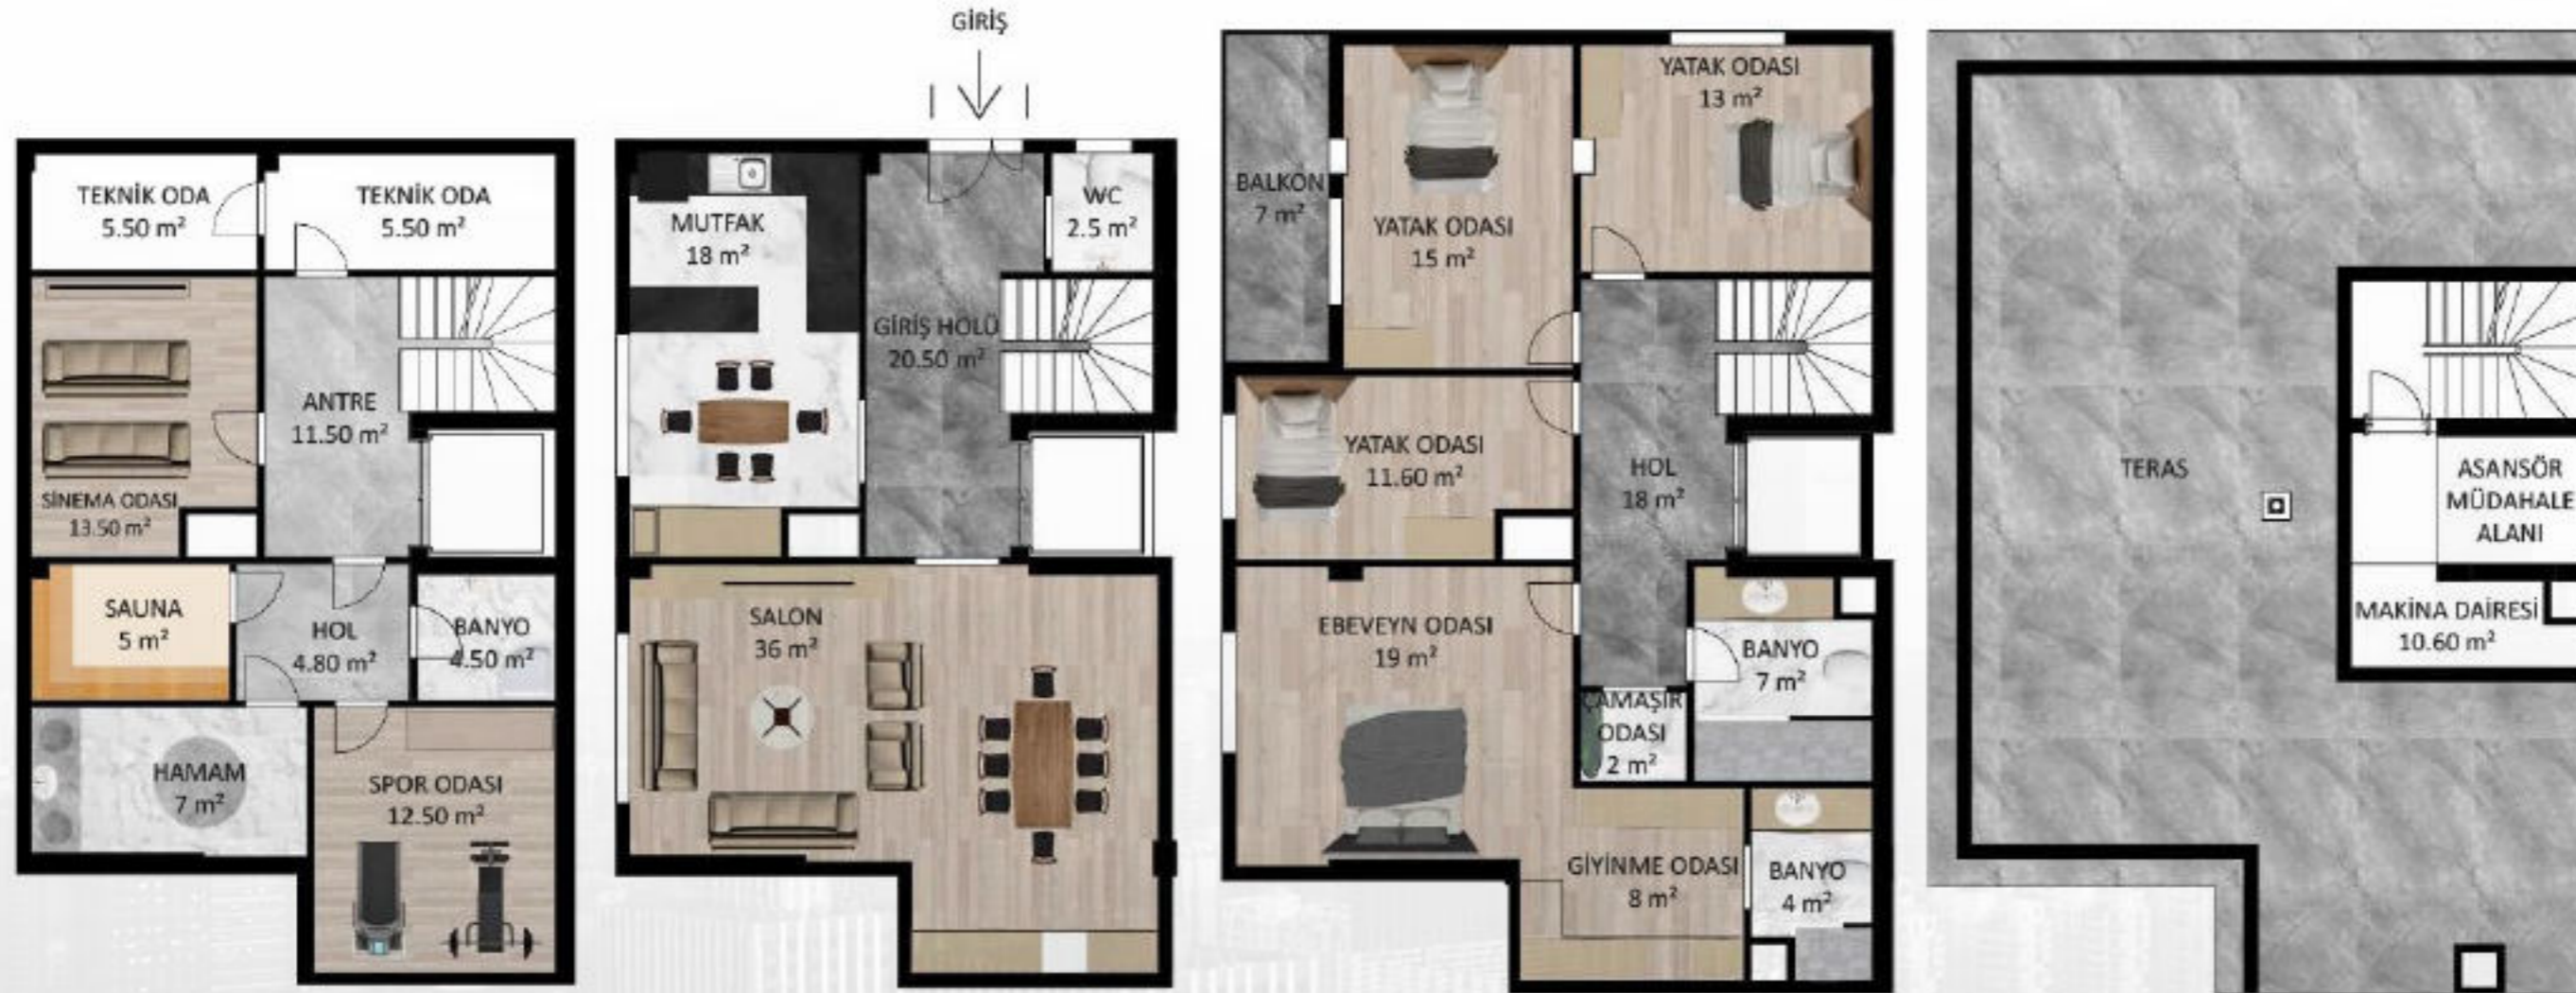 TEKNİK ODA
5.50 m²
TEKNİK ODA
5.50 m²
SİNEMA ODASI
13.50 m²
ANTRE
11.50 m²
SAUNA
5 m²
HOL
4.80 m²
BANYO
4.50 m²
HAMAM
7 m²
SPOR ODASI
12.50 m²
GİRİŞ
MUTFAK
18 m²
WC
2.5 m²
GİRİŞ HOLÜ
20.50 m²
SALON
36 m²
BALKON
7 m²
YATAK ODASI
15 m²
YATAK ODASI
13 m²
YATAK ODASI
11.60 m²
HOL
18 m²
EBEVEYN ODASI
19 m²
BANYO
7 m²
ÇAMAŞIR
ODASI
2 m²
GİYİNME ODASI
8 m²
BANYO
4 m²
TERAS
ASANSÖR
MÜDAHALE
ALANI
MAKİNA DAİRESİ
10.60 m²